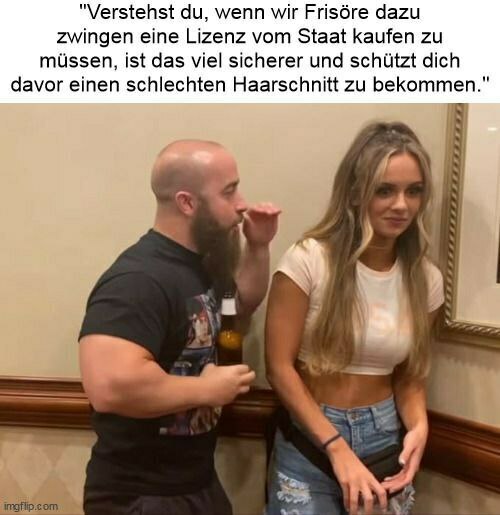 "Verstehst du, wenn wir Frisöre dazu
zwingen eine Lizenz vom Staat kaufen zu
müssen, ist das viel sicherer und schützt dich
davor einen schlechten Haarschnitt zu bekommen."
imgflip.com